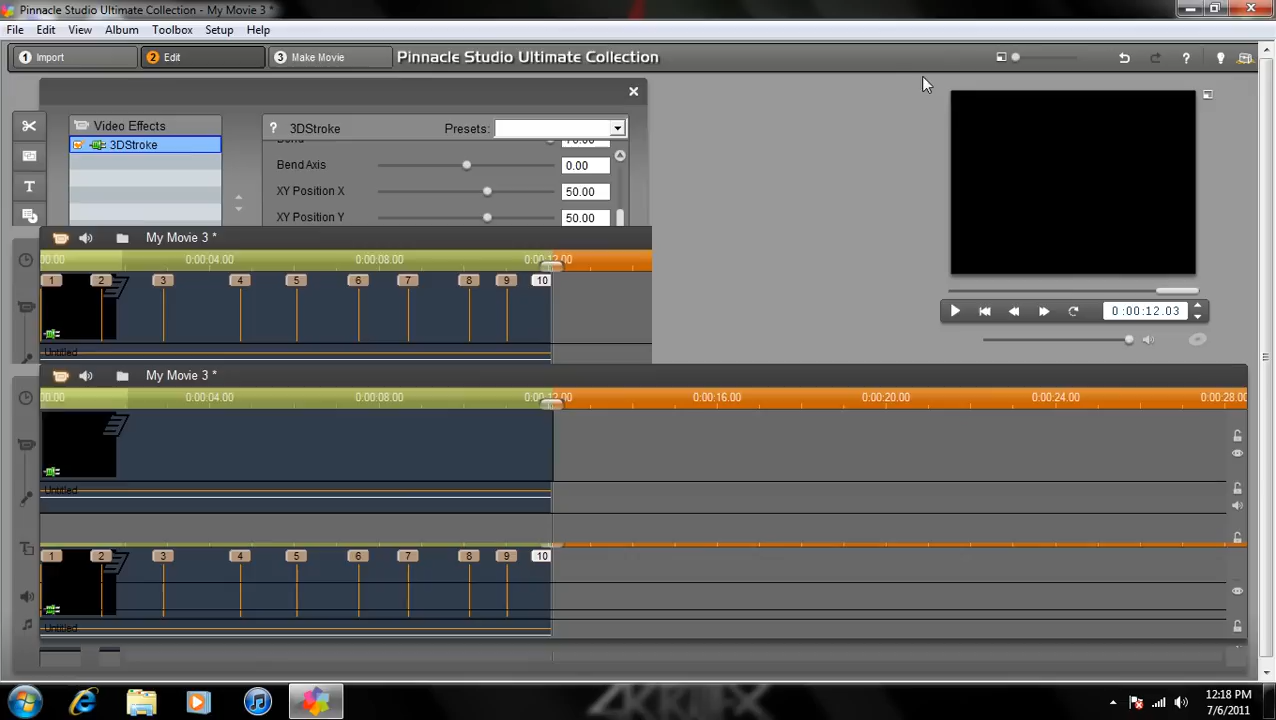 Pinnacle Studio Ultimate Collection - My Movie 3 *
File Edit View Album Toolbox Setup Help
1 Import 2 Edit 3 Make Movie Pinnacle Studio Ultimate Collection
Video Effects
3DStroke
? 3DStroke Presets:
Bend Axis 0.00
XY Position X 50.00
XY Position Y 50.00
My Movie 3 *
00.00 0:00:04.00 0:00:08.00 0:00:12.00
1 2 3 4 5 6 7 8 9 10
Untitled
0:00:12.03
My Movie 3 *
00.00 0:00:04.00 0:00:08.00 0:00:12.00 0:00:16.00 0:00:20.00 0:00:24.00 0:00:28.00
Untitled
1 2 3 4 5 6 7 8 9 10
Untitled
12:18 PM
7/6/2011